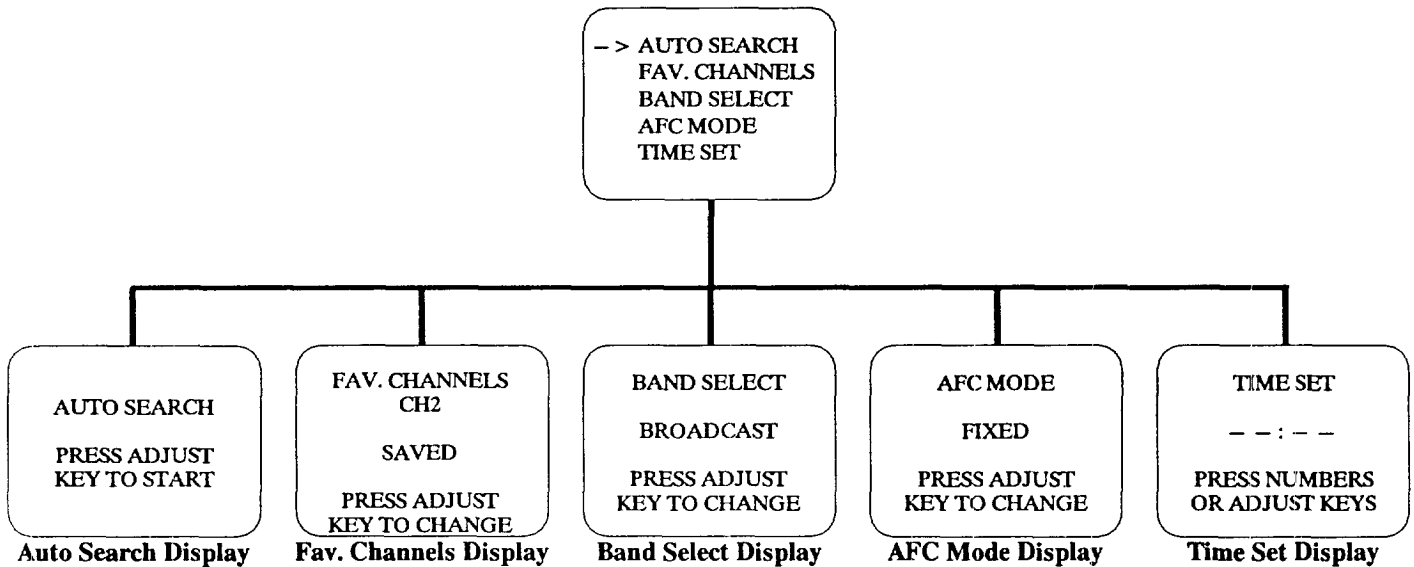 – > AUTO SEARCH
FAV. CHANNELS
BAND SELECT
AFC MODE
TIME SET
AUTO SEARCH
PRESS ADJUST
KEY TO START
Auto Search Display
FAV. CHANNELS
CH2
SAVED
PRESS ADJUST
KEY TO CHANGE
Fav. Channels Display
BAND SELECT
BROADCAST
PRESS ADJUST
KEY TO CHANGE
Band Select Display
AFC MODE
FIXED
PRESS ADJUST
KEY TO CHANGE
AFC Mode Display
TIME SET
– – : – –
PRESS NUMBERS
OR ADJUST KEYS
Time Set Display